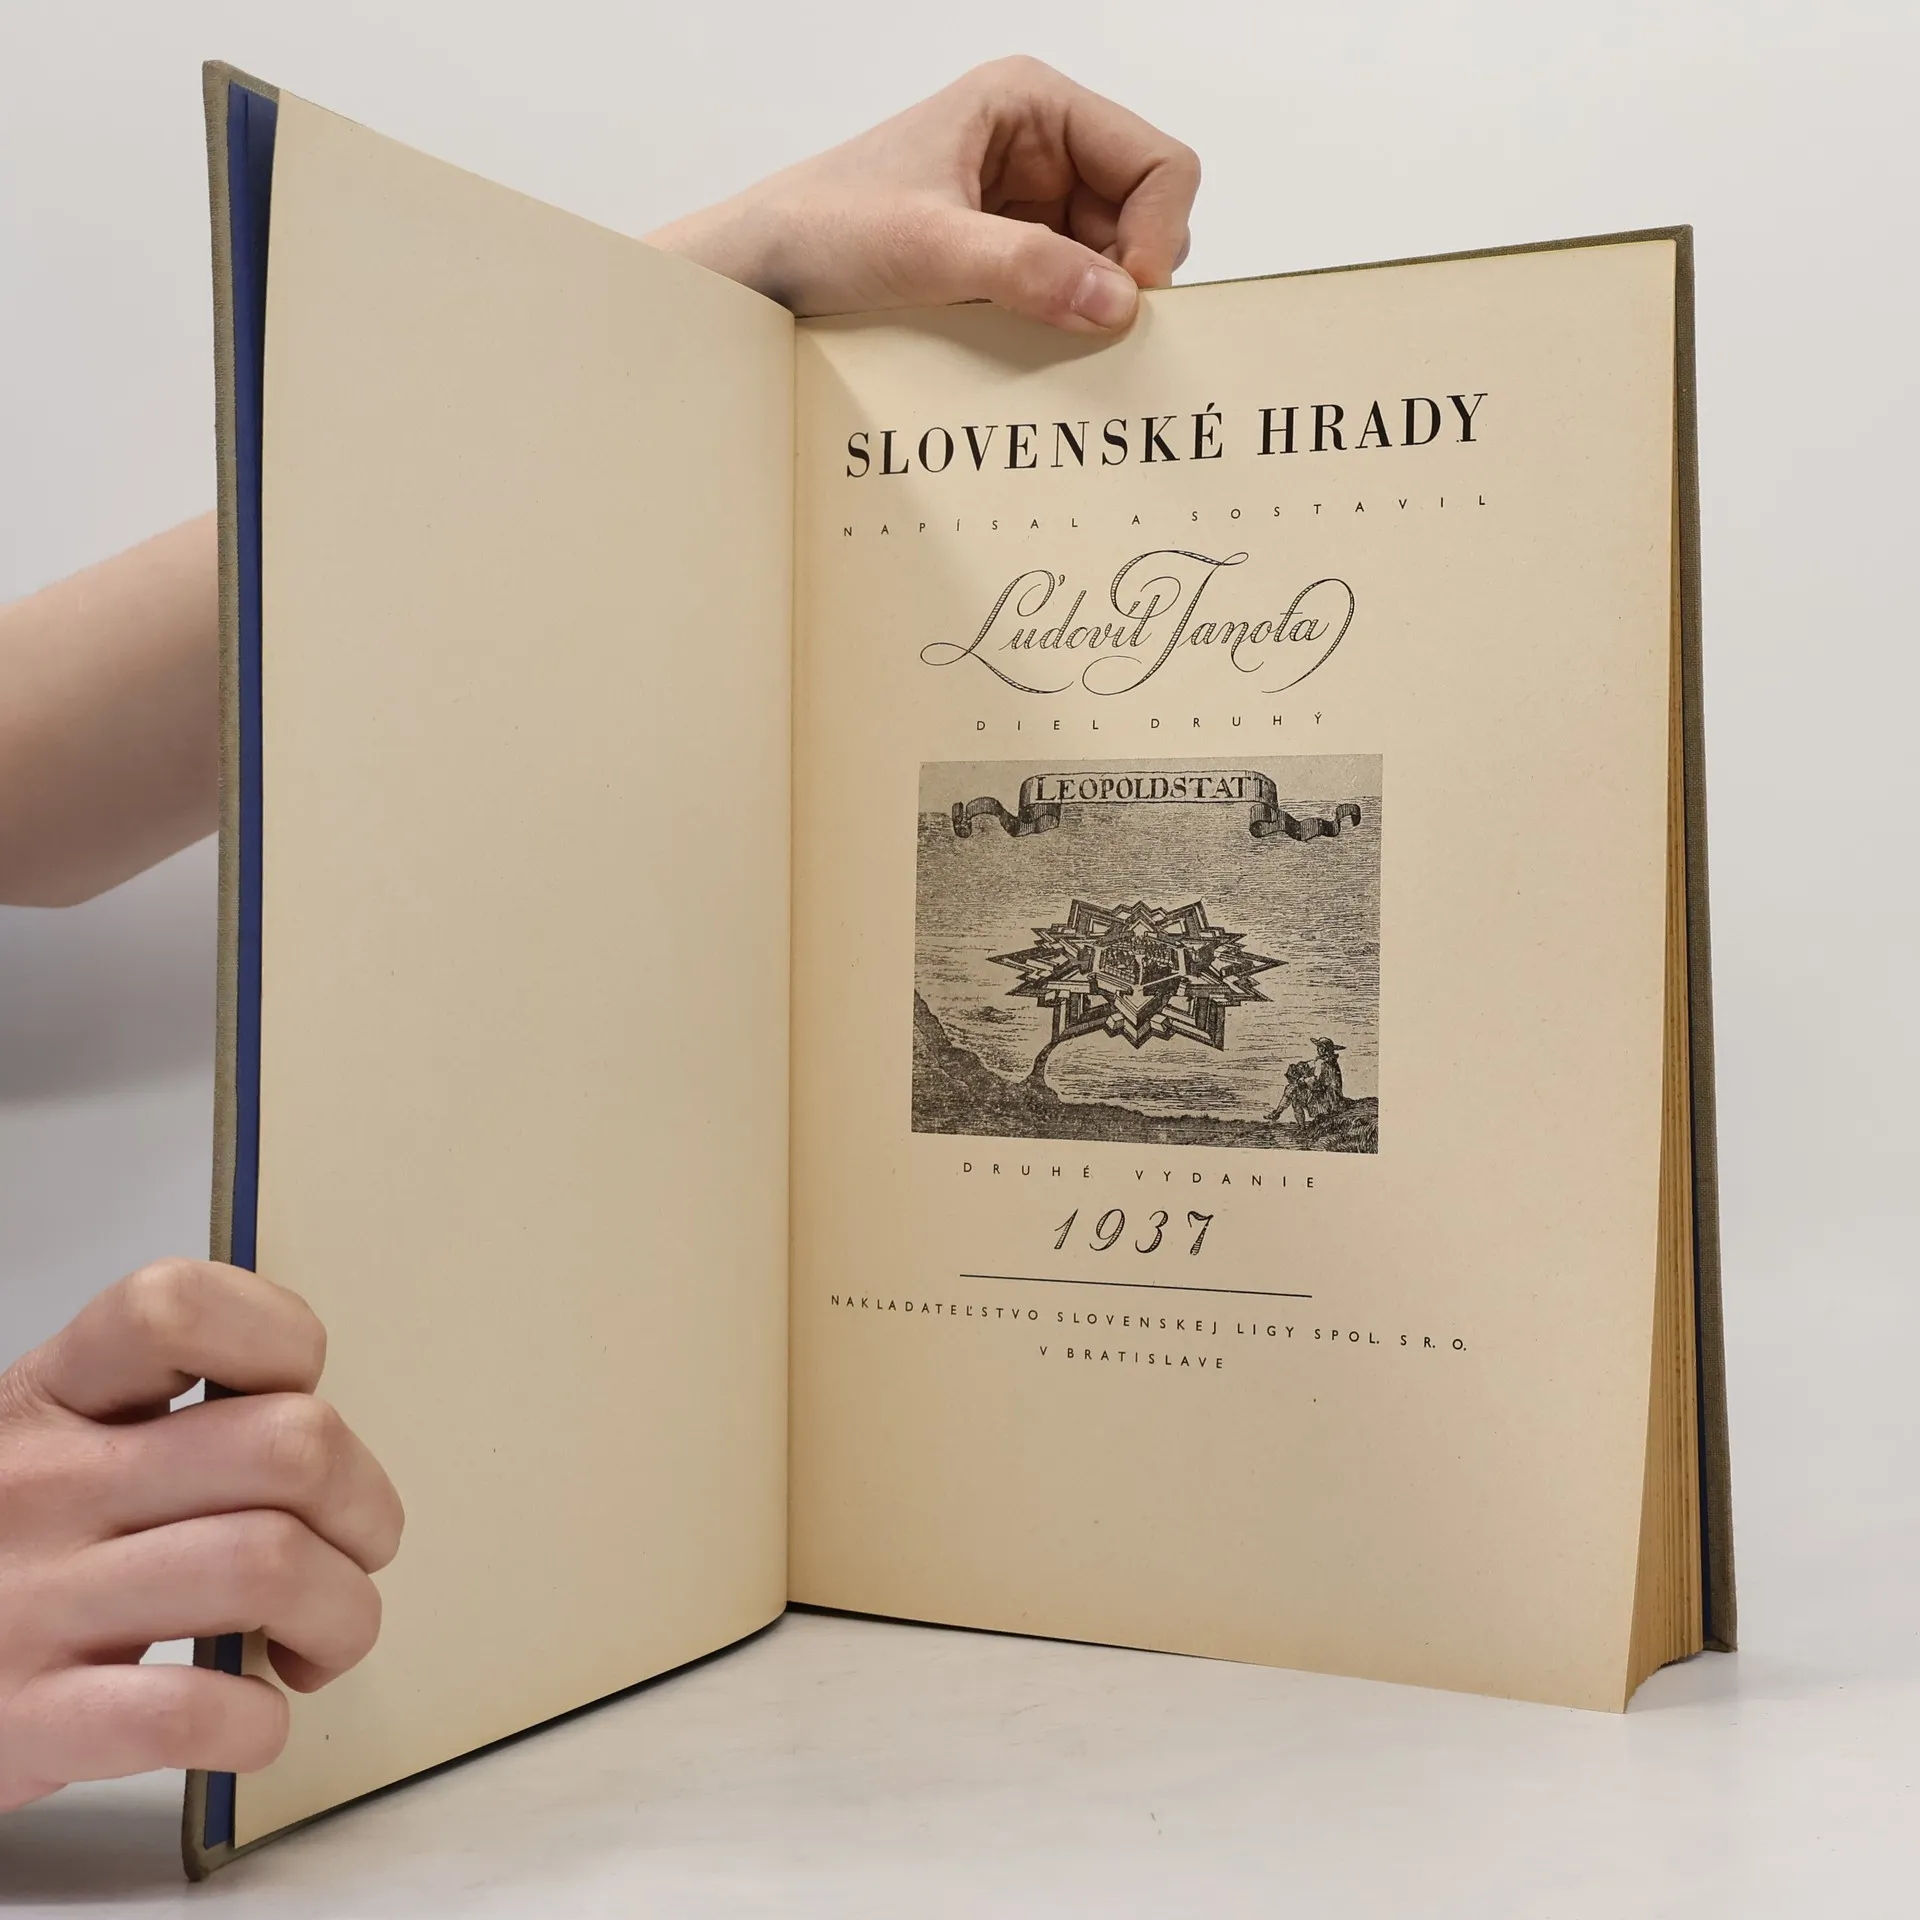 SLOVENSKÉ HRADY
NAPÍSAL A SOSTAVIL
Ľudovít Janota
DIEL DRUHÝ
LEOPOLDSTATT
DRUHÉ VYDANIE
1937
NAKLADATEĽSTVO SLOVENSKEJ LIGY SPOL. S R. O.
V BRATISLAVE